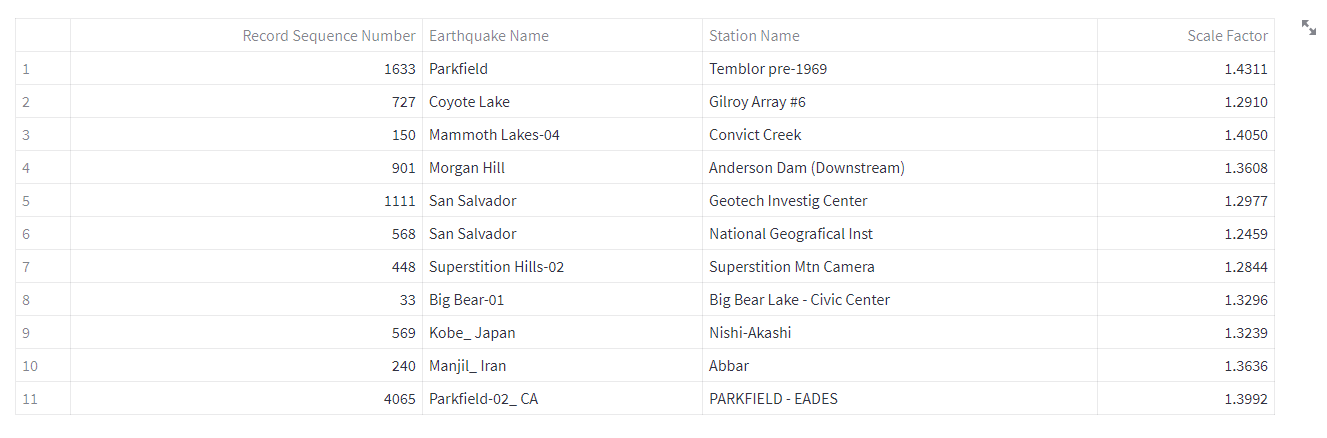 Record Sequence Number Earthquake Name Station Name Scale Factor
1 1633 Parkfield Temblor pre-1969 1.4311
2 727 Coyote Lake Gilroy Array #6 1.2910
3 150 Mammoth Lakes-04 Convict Creek 1.4050
4 901 Morgan Hill Anderson Dam (Downstream) 1.3608
5 1111 San Salvador Geotech Investig Center 1.2977
6 568 San Salvador National Geografical Inst 1.2459
7 448 Superstition Hills-02 Superstition Mtn Camera 1.2844
8 33 Big Bear-01 Big Bear Lake - Civic Center 1.3296
9 569 Kobe_ Japan Nishi-Akashi 1.3239
10 240 Manjil_ Iran Abbar 1.3636
11 4065 Parkfield-02_ CA PARKFIELD - EADES 1.3992